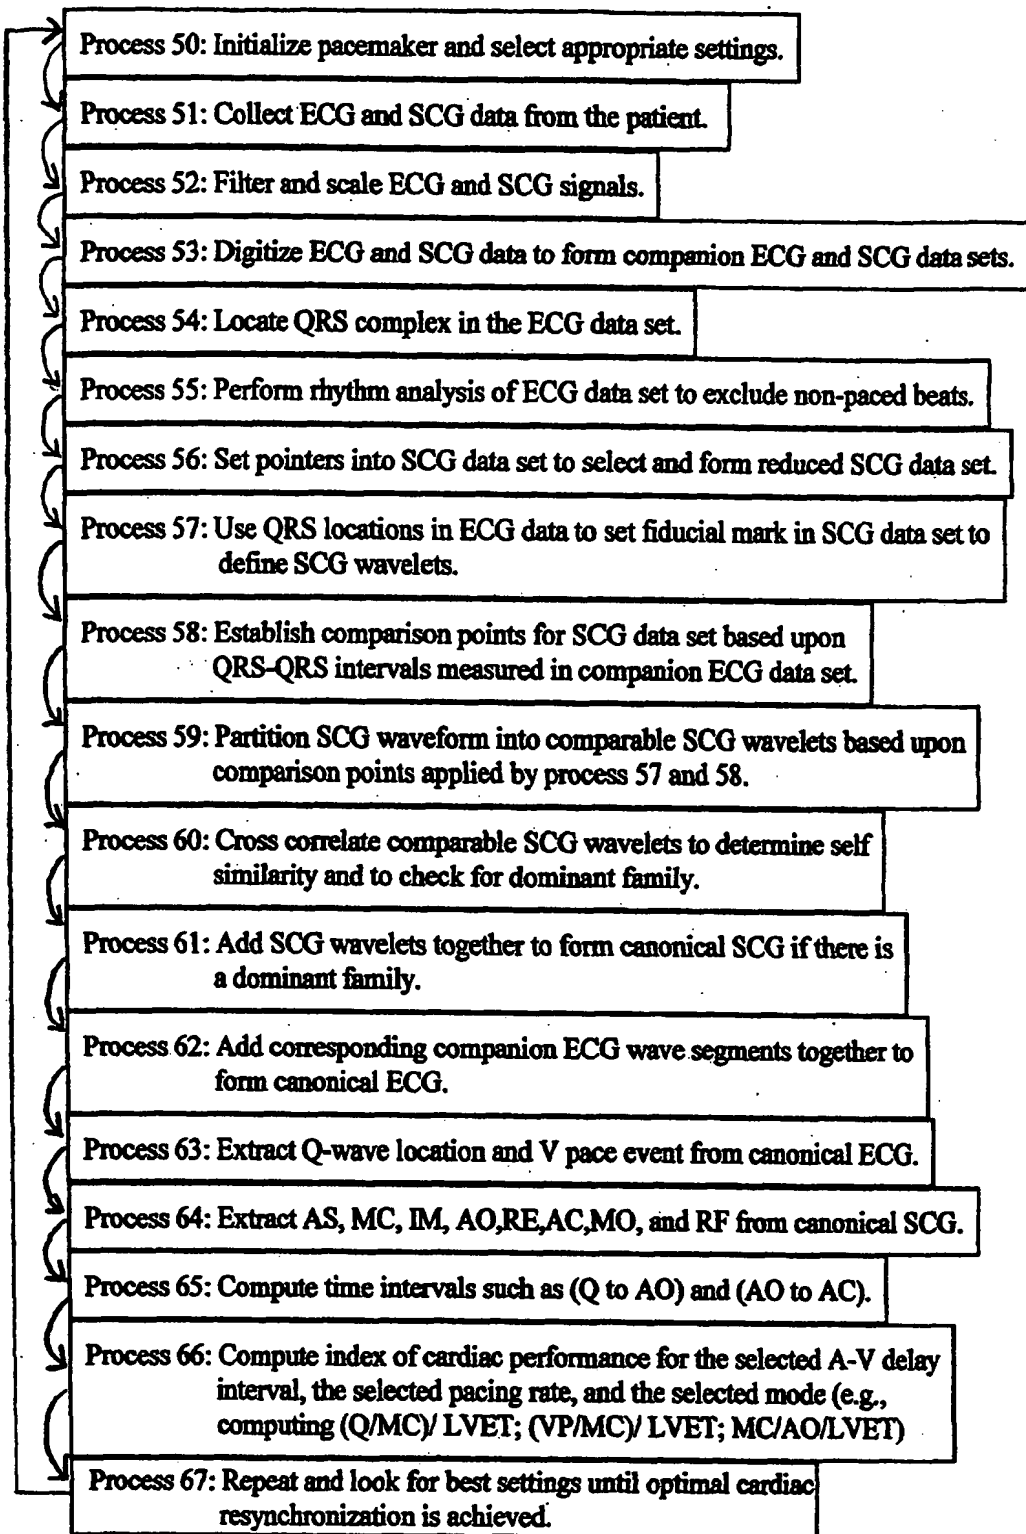 Process 50: Initialize pacemaker and select appropriate settings.
Process 51: Collect ECG and SCG data from the patient.
Process 52: Filter and scale ECG and SCG signals.
Process 53: Digitize ECG and SCG data to form companion ECG and SCG data sets.
Process 54: Locate QRS complex in the ECG data set.
Process 55: Perform rhythm analysis of ECG data set to exclude non-paced beats.
Process 56: Set pointers into SCG data set to select and form reduced SCG data set.
Process 57: Use QRS locations in ECG data to set fiducial mark in SCG data set to
define SCG wavelets.
Process 58: Establish comparison points for SCG data set based upon
QRS-QRS intervals measured in companion ECG data set.
Process 59: Partition SCG waveform into comparable SCG wavelets based upon
comparison points applied by process 57 and 58.
Process 60: Cross correlate comparable SCG wavelets to determine self
similarity and to check for dominant family.
Process 61: Add SCG wavelets together to form canonical SCG if there is
a dominant family.
Process 62: Add corresponding companion ECG wave segments together to
form canonical ECG.
Process 63: Extract Q-wave location and V pace event from canonical ECG.
Process 64: Extract AS, MC, IM, AO,RE,AC,MO, and RF from canonical SCG.
Process 65: Compute time intervals such as (Q to AO) and (AO to AC).
Process 66: Compute index of cardiac performance for the selected A-V delay
interval, the selected pacing rate, and the selected mode (e.g.,
computing (Q/MC)/ LVET; (VP/MC)/ LVET; MC/AO/LVET)
Process 67: Repeat and look for best settings until optimal cardiac
resynchronization is achieved.